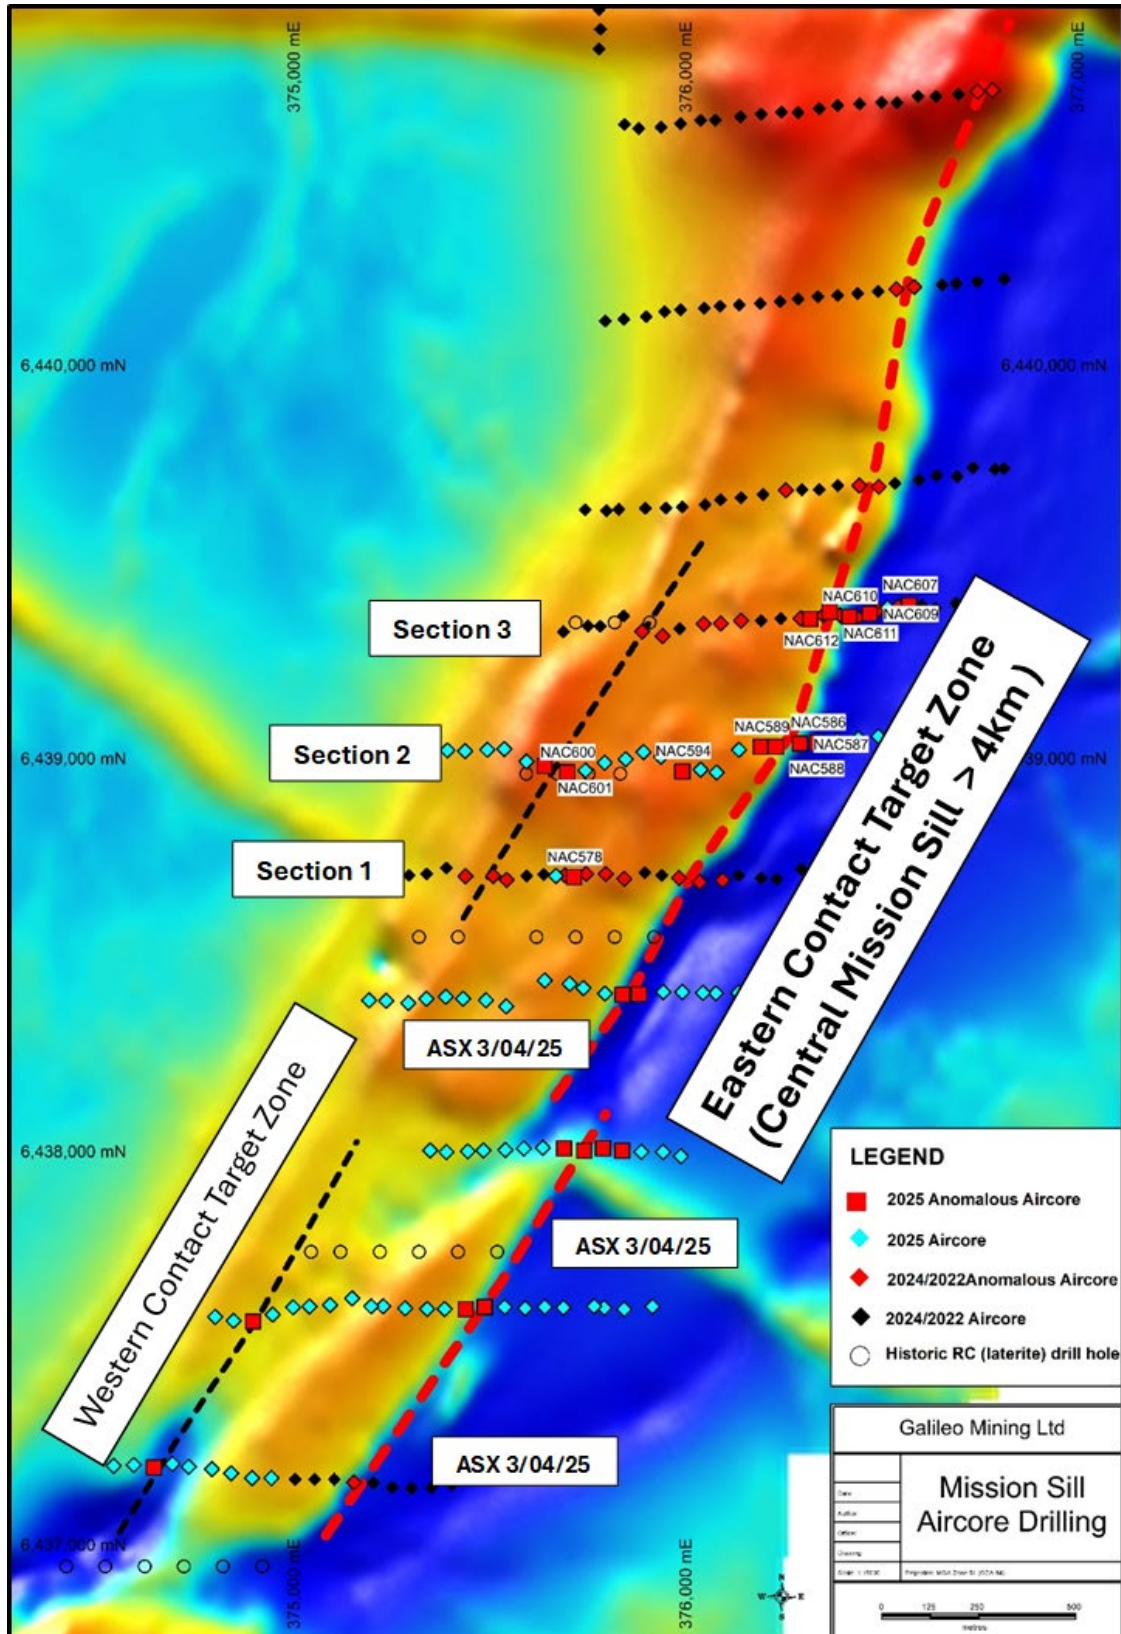 375,000 mE
376,000 mE
377,000 mE
6,440,000 mN
6,440,000 mN
NAC607
NAC610
NAC609
NAC611
NAC612
Section 3
NAC586
NAC589
NAC587
NAC588
NAC600
NAC594
NAC601
Section 2
6,439,000 mN
39,000 mN
Section 1
NAC578
Eastern Contact Target Zone
(Central Mission Sill > 4km )
ASX 3/04/25
Western Contact Target Zone
6,438,000 mN
ASX 3/04/25
ASX 3/04/25
6,437,000 mN
375,000 mE
376,000 mE
LEGEND
2025 Anomalous Aircore
2025 Aircore
2024/2022Anomalous Aircore
2024/2022 Aircore
Historic RC (laterite) drill hole
Galileo Mining Ltd
Mission Sill
Aircore Drilling
Date:
Author:
Office:
Drawing:
N
W E
S
0 125 250 500
metres